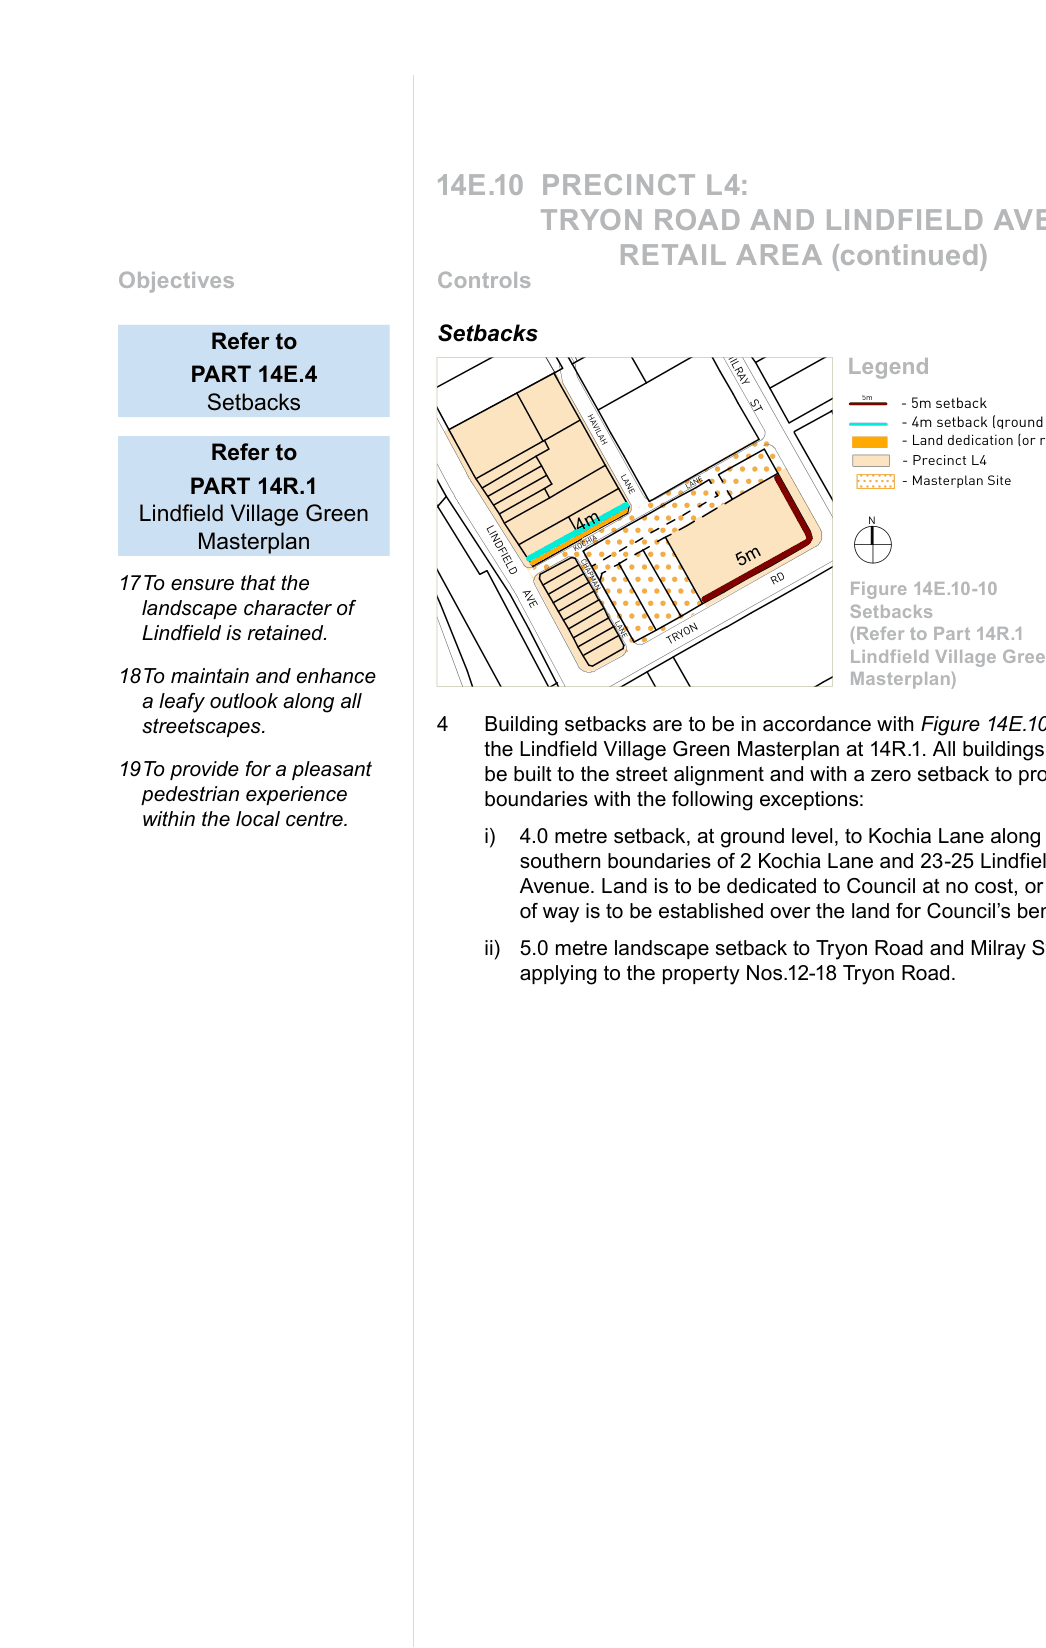 14E.10 PRECINCT L4:
TRYON ROAD AND LINDFIELD AVE
RETAIL AREA (continued)
Objectives
Controls
Refer to
PART 14E.4
Setbacks
Refer to
PART 14R.1
Lindfield Village Green
Masterplan
17 To ensure that the
landscape character of
Lindfield is retained.
18 To maintain and enhance
a leafy outlook along all
streetscapes.
19 To provide for a pleasant
pedestrian experience
within the local centre.
Setbacks
HAVILAH
LANE
MILRAY
ST
LANE
4m
KOCHIA
LINDFIELD
AVE
CHAPMAN
LANE
5m
TRYON
RD
Legend
5m
- 5m setback
- 4m setback (ground
- Land dedication (or r
- Precinct L4
- Masterplan Site
N
Figure 14E.10-10
Setbacks
(Refer to Part 14R.1
Lindfield Village Gree
Masterplan)
4 Building setbacks are to be in accordance with Figure 14E.10
the Lindfield Village Green Masterplan at 14R.1. All buildings
be built to the street alignment and with a zero setback to pro
boundaries with the following exceptions:
i) 4.0 metre setback, at ground level, to Kochia Lane along
southern boundaries of 2 Kochia Lane and 23-25 Lindfiel
Avenue. Land is to be dedicated to Council at no cost, or
of way is to be established over the land for Council's ben
ii) 5.0 metre landscape setback to Tryon Road and Milray S
applying to the property Nos.12-18 Tryon Road.